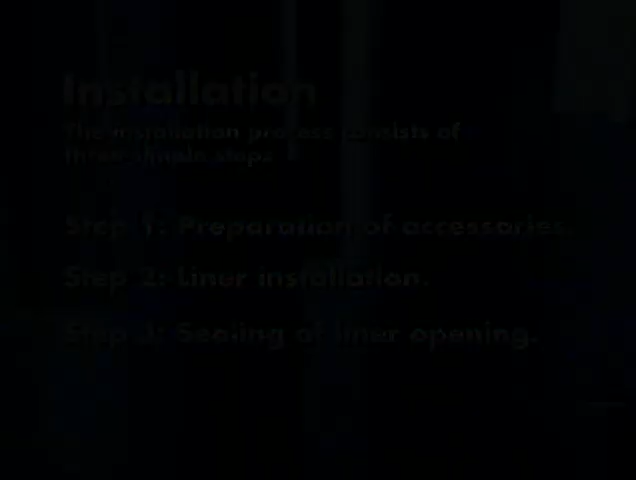 Installation
The installation process consists of
three simple steps
Step 1: Preparation of accessories.
Step 2: Liner installation.
Step 3: Sealing of liner opening.